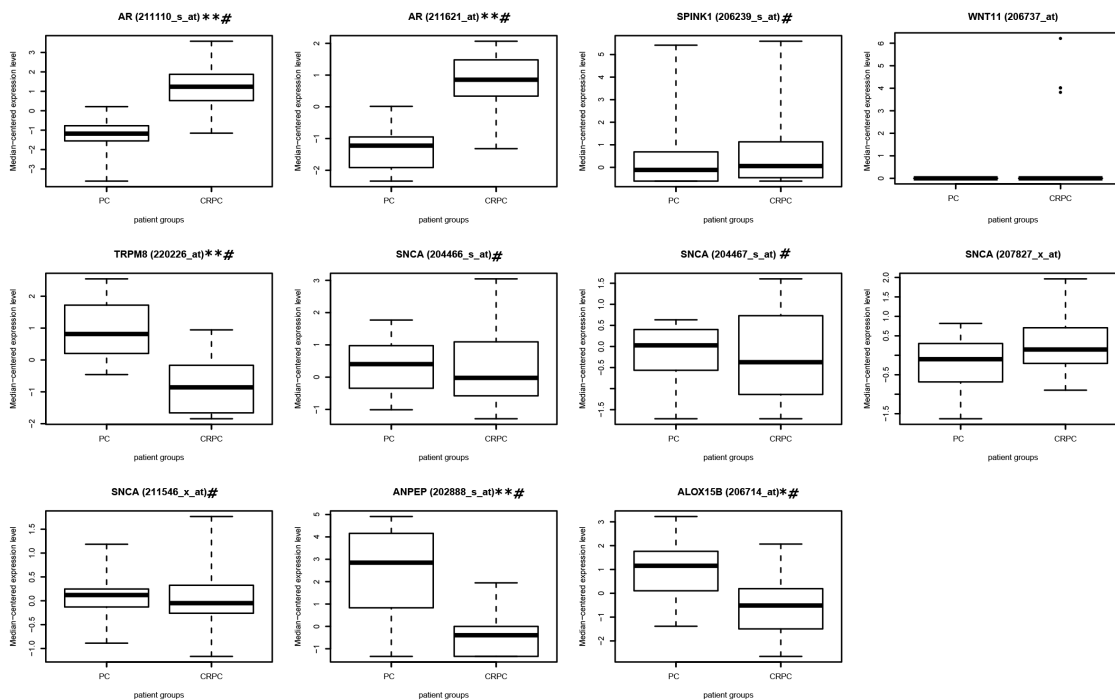 AR (211110_s_at)**#
AR (211621_at)**#
SPINK1 (206239_s_at)#
WNT11 (206737_at)
Median-centered expression level
3
2
1
0
−1
−2
−3
PC
CRPC
patient groups
Median-centered expression level
2
1
0
−1
−2
PC
CRPC
patient groups
Median-centered expression level
5
4
3
2
1
0
PC
CRPC
patient groups
Median-centered expression level
6
5
4
3
2
1
0
PC
CRPC
patient groups
TRPM8 (220226_at)**#
SNCA (204466_s_at)#
SNCA (204467_s_at) #
SNCA (207827_x_at)
Median-centered expression level
2
1
0
−1
−2
PC
CRPC
patient groups
Median-centered expression level
3
2
1
0
−1
PC
CRPC
patient groups
Median-centered expression level
1.5
1.0
0.5
0.0
−0.5
−1.5
PC
CRPC
patient groups
Median-centered expression level
2.0
1.5
1.0
0.5
−0.5
−1.5
PC
CRPC
patient groups
SNCA (211546_x_at)#
ANPEP (202888_s_at)**#
ALOX15B (206714_at)*#
Median-centered expression level
1.5
1.0
0.5
0.0
−0.5
−1.0
PC
CRPC
patient groups
Median-centered expression level
5
4
3
2
1
0
−1
PC
CRPC
patient groups
Median-centered expression level
3
2
1
0
−1
−2
PC
CRPC
patient groups